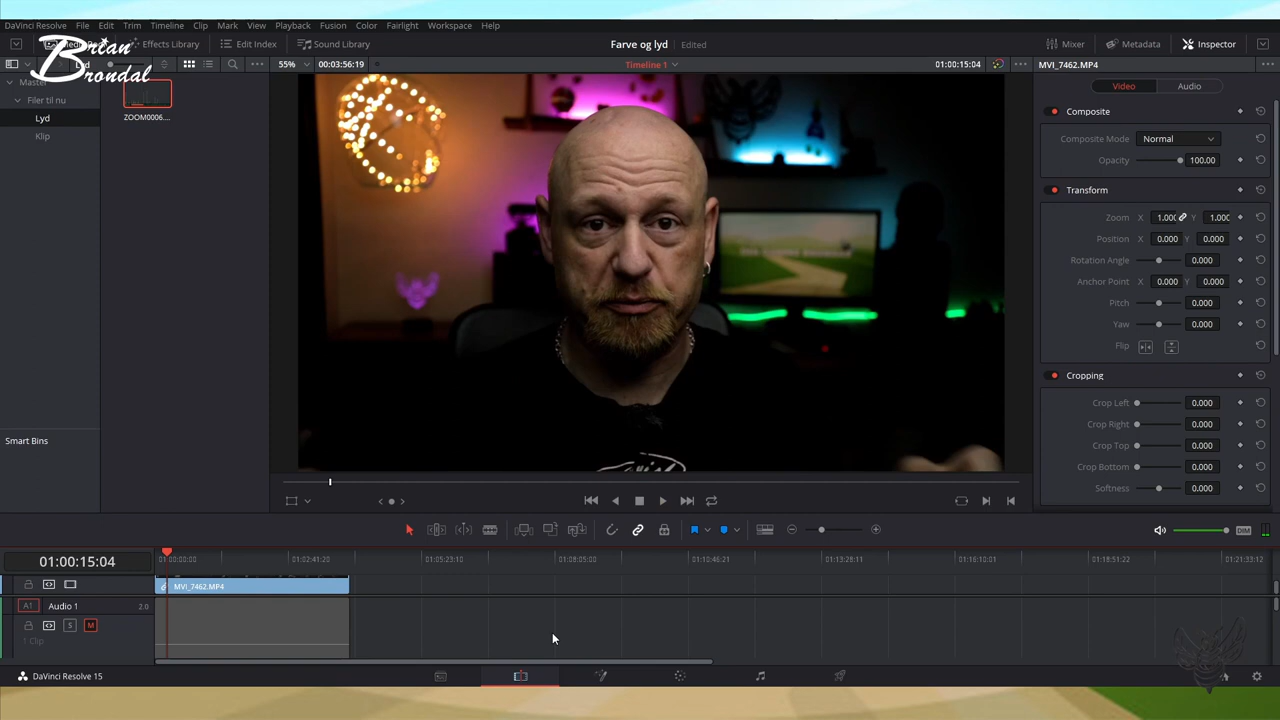 DaVinci Resolve File Edit Trim Timeline Clip Mark View Playback Fusion Color Fairlight Workspace Help
Effects Library Edit Index Sound Library Farve og lyd Edited Mixer Metadata Inspector
Brian Brondal
55% 00:03:56:19 Timeline 1 01:00:15:04 MVI_7462.MP4
Master
Filer til nu
Lyd
Klip
ZOOM0006....
Smart Bins
Video Audio
Composite
Composite Mode Normal
Opacity 100.00
Transform
Zoom X 1.00( Y 1.00(
Position X 0.000 Y 0.000
Rotation Angle 0.000
Anchor Point X 0.000 Y 0.000
Pitch 0.000
Yaw 0.000
Flip
Cropping
Crop Left 0.000
Crop Right 0.000
Crop Top 0.000
Crop Bottom 0.000
Softness 0.000
DIM
01:00:15:04 01:00:00:00 01:02:41:20 01:05:23:10 01:08:05:00 01:10:46:21 01:13:28:11 01:16:10:01 01:18:51:22 01:21:33:12
MVI_7462.MP4
A1 Audio 1 2.0
S M
1 Clip
DaVinci Resolve 15